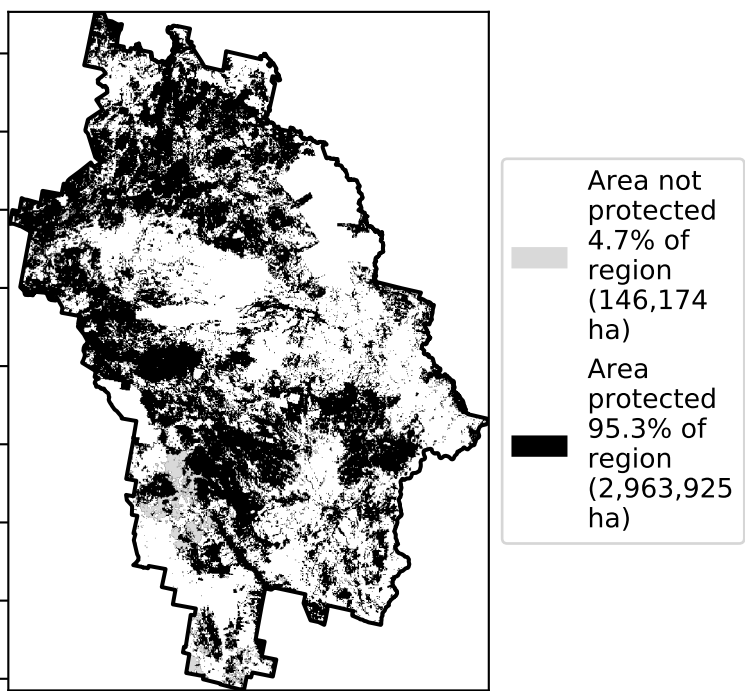 Area not
protected
4.7% of
region
(146,174
ha)
Area
protected
95.3% of
region
(2,963,925
ha)